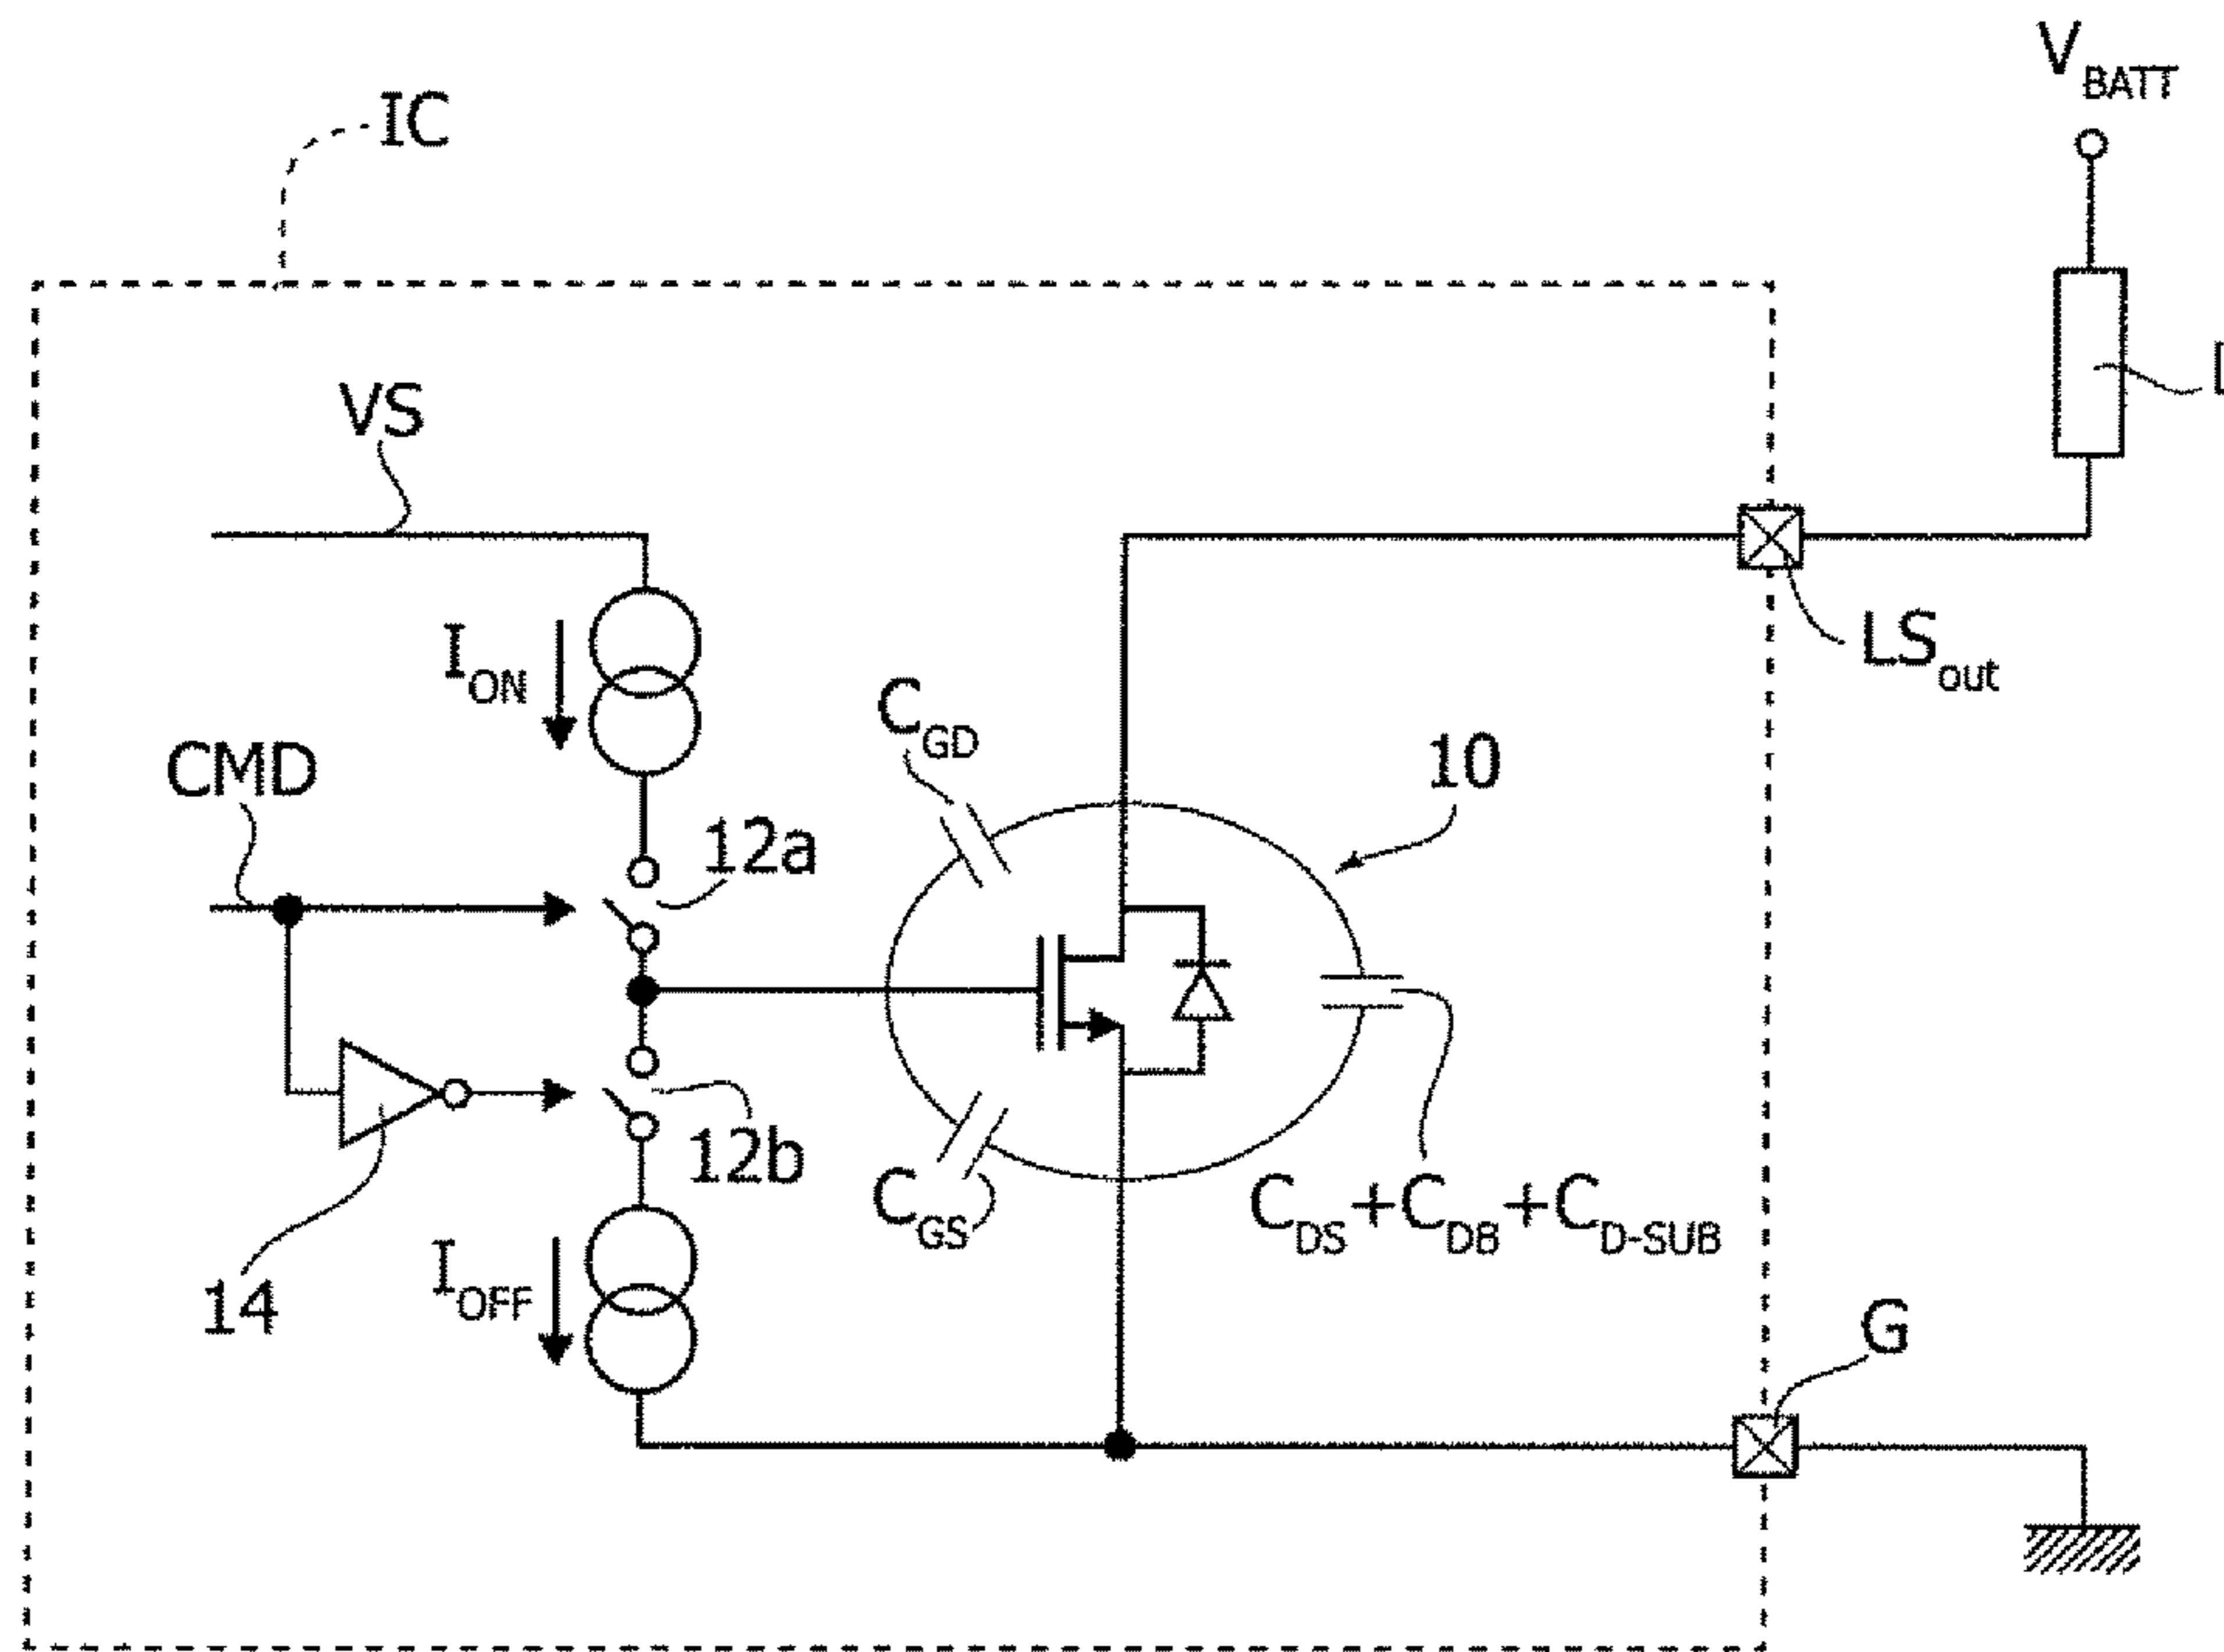 V_BATT
IC
VS
I_ON
LS_out
C_GD
10
CMD
12a
12b
C_GS
C_DS+C_DB+C_D-SUB
I_OFF
14
G